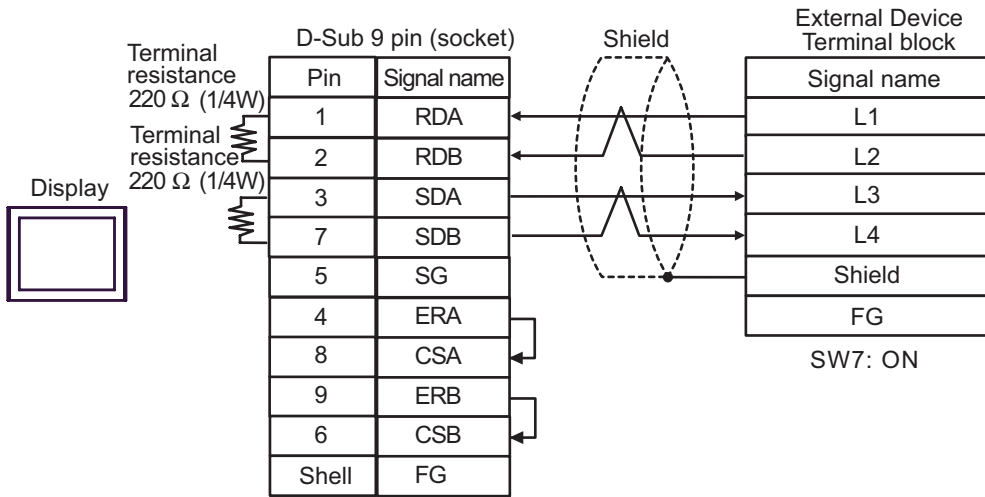 D-Sub 9 pin (socket)
Shield
External Device
Terminal block
Terminal
resistance
220 Ω (1/4W)
Terminal
resistance
220 Ω (1/4W)
Display
Pin Signal name
1 RDA
2 RDB
3 SDA
7 SDB
5 SG
4 ERA
8 CSA
9 ERB
6 CSB
Shell FG
Signal name
L1
L2
L3
L4
Shield
FG
SW7: ON